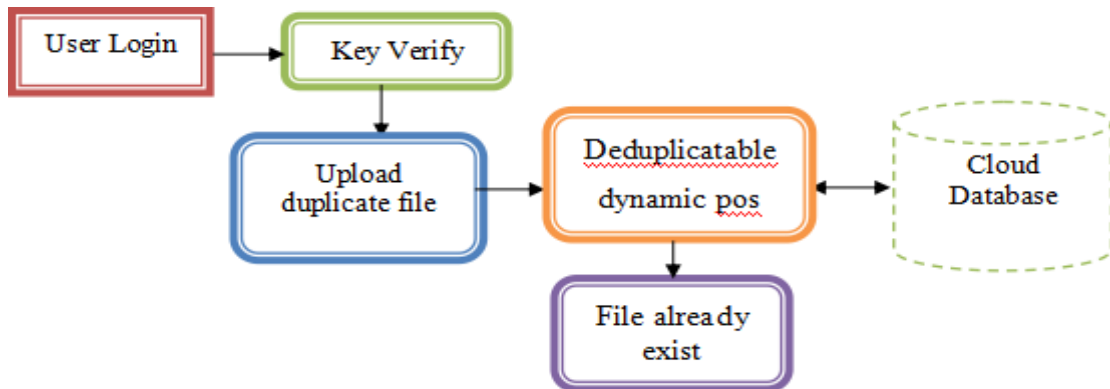 User Login
Key Verify
Upload
duplicate file
Deduplicatable
dynamic pos
Cloud
Database
File already
exist